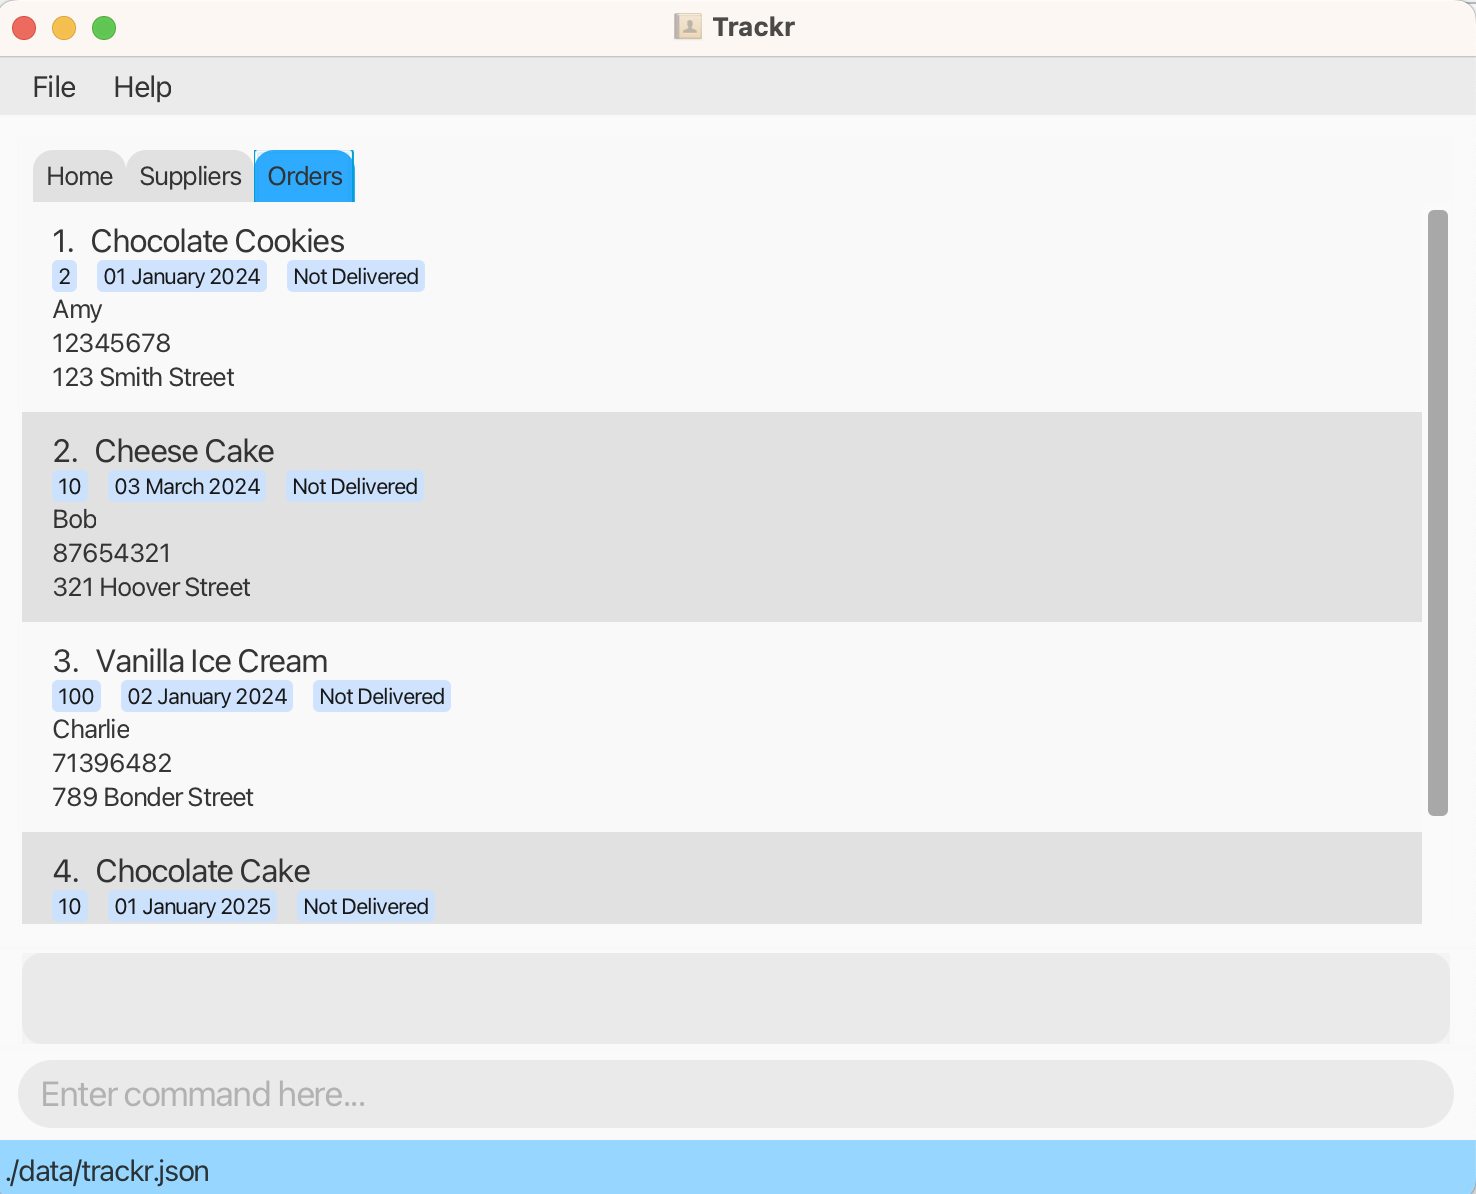 Trackr
File Help
Home Suppliers Orders
1. Chocolate Cookies
2 01 January 2024 Not Delivered
Amy
12345678
123 Smith Street
2. Cheese Cake
10 03 March 2024 Not Delivered
Bob
87654321
321 Hoover Street
3. Vanilla Ice Cream
100 02 January 2024 Not Delivered
Charlie
71396482
789 Bonder Street
4. Chocolate Cake
10 01 January 2025 Not Delivered
Enter command here...
./data/trackr.json